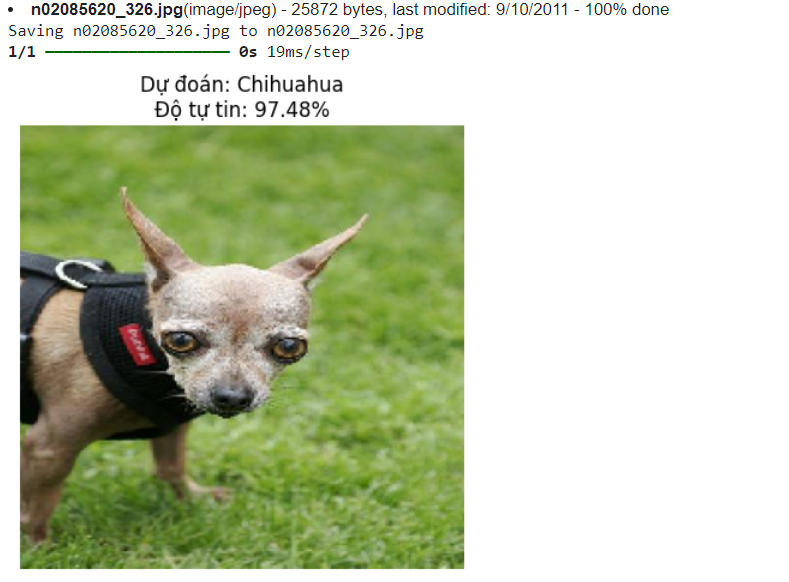 n02085620_326.jpg(image/jpeg) - 25872 bytes, last modified: 9/10/2011 - 100% done
Saving n02085620_326.jpg to n02085620_326.jpg
1/1 ━━━━━━━━━━━━━━━━━━━━ 0s 19ms/step
Dự đoán: Chihuahua
Độ tự tin: 97.48%